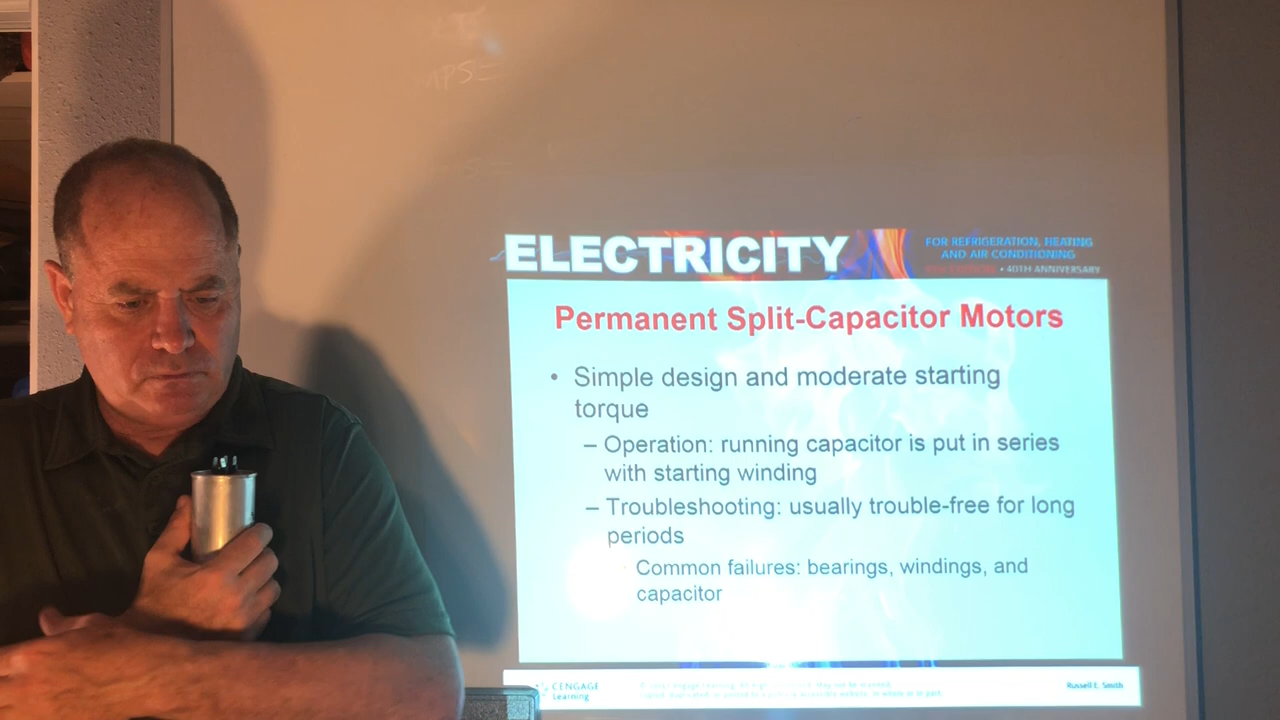 MPSE
ELECTRICITY
FOR REFRIGERATION, HEATING
AND AIR CONDITIONING
• 40TH ANNIVERSARY
Permanent Split-Capacitor Motors
• Simple design and moderate starting
torque
– Operation: running capacitor is put in series
with starting winding
– Troubleshooting: usually trouble-free for long
periods
Common failures: bearings, windings, and
capacitor
CENGAGE
Learning
Russell E. Smith